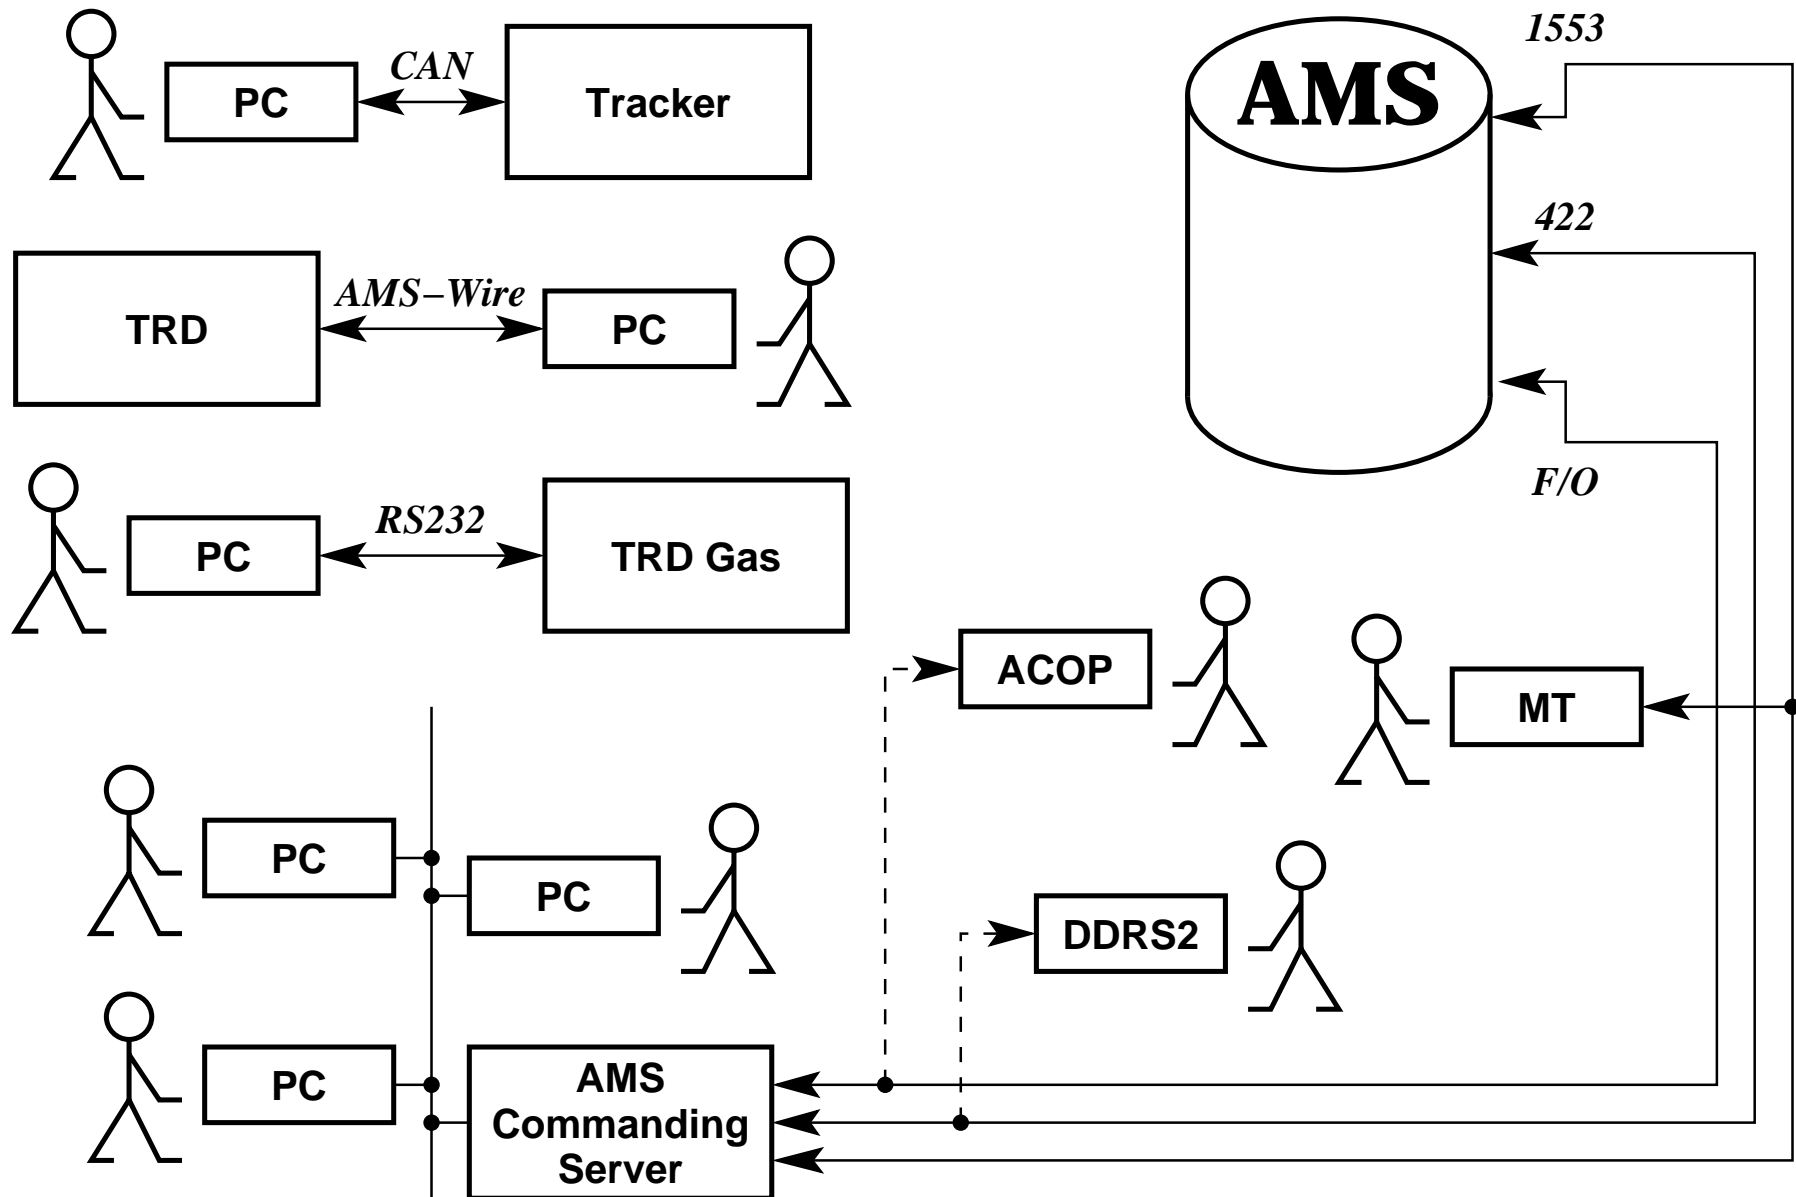 1553
CAN
PC
Tracker
AMS
422
AMS–Wire
TRD
PC
F/O
RS232
PC
TRD Gas
ACOP
MT
PC
PC
DDRS2
PC
AMS
Commanding
Server